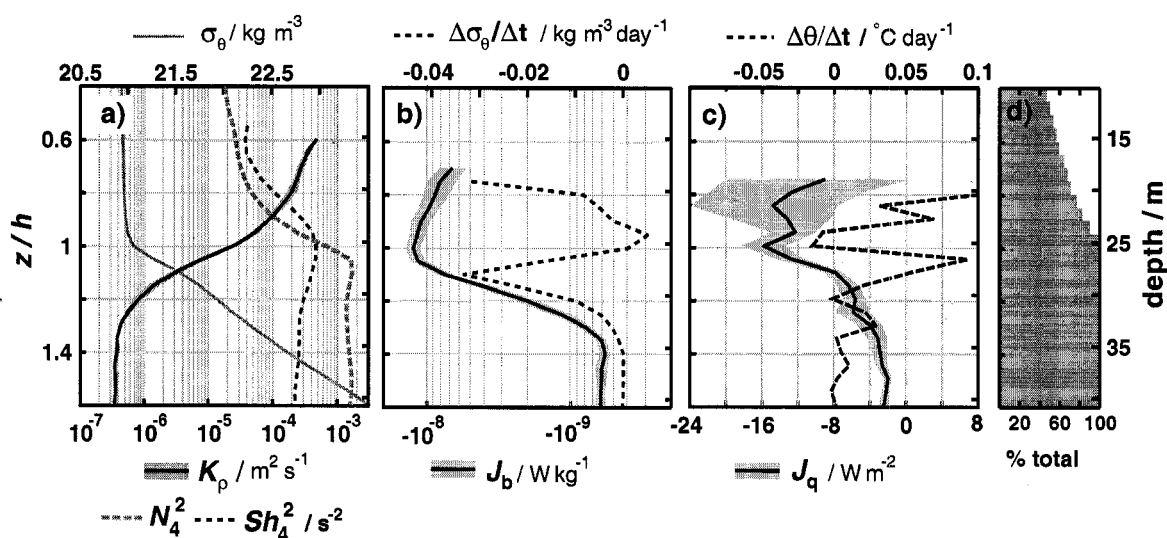 σθ / kg m-3
Δσθ/Δt / kg m-3 day-1
Δθ/Δt / °C day-1
20.5 21.5 22.5
-0.04 -0.02 0
-0.05 0 0.05 0.1
a) b) c) d)
0.6
1
1.4
z / h
15
25
35
depth / m
10-7 10-6 10-5 10-4 10-3
-10-8 -10-9
-24 -16 -8 0 8
20 60 100
Kρ / m2 s-1
Jb / W kg-1
Jq / W m-2
% total
N42 Sh42 / s-2